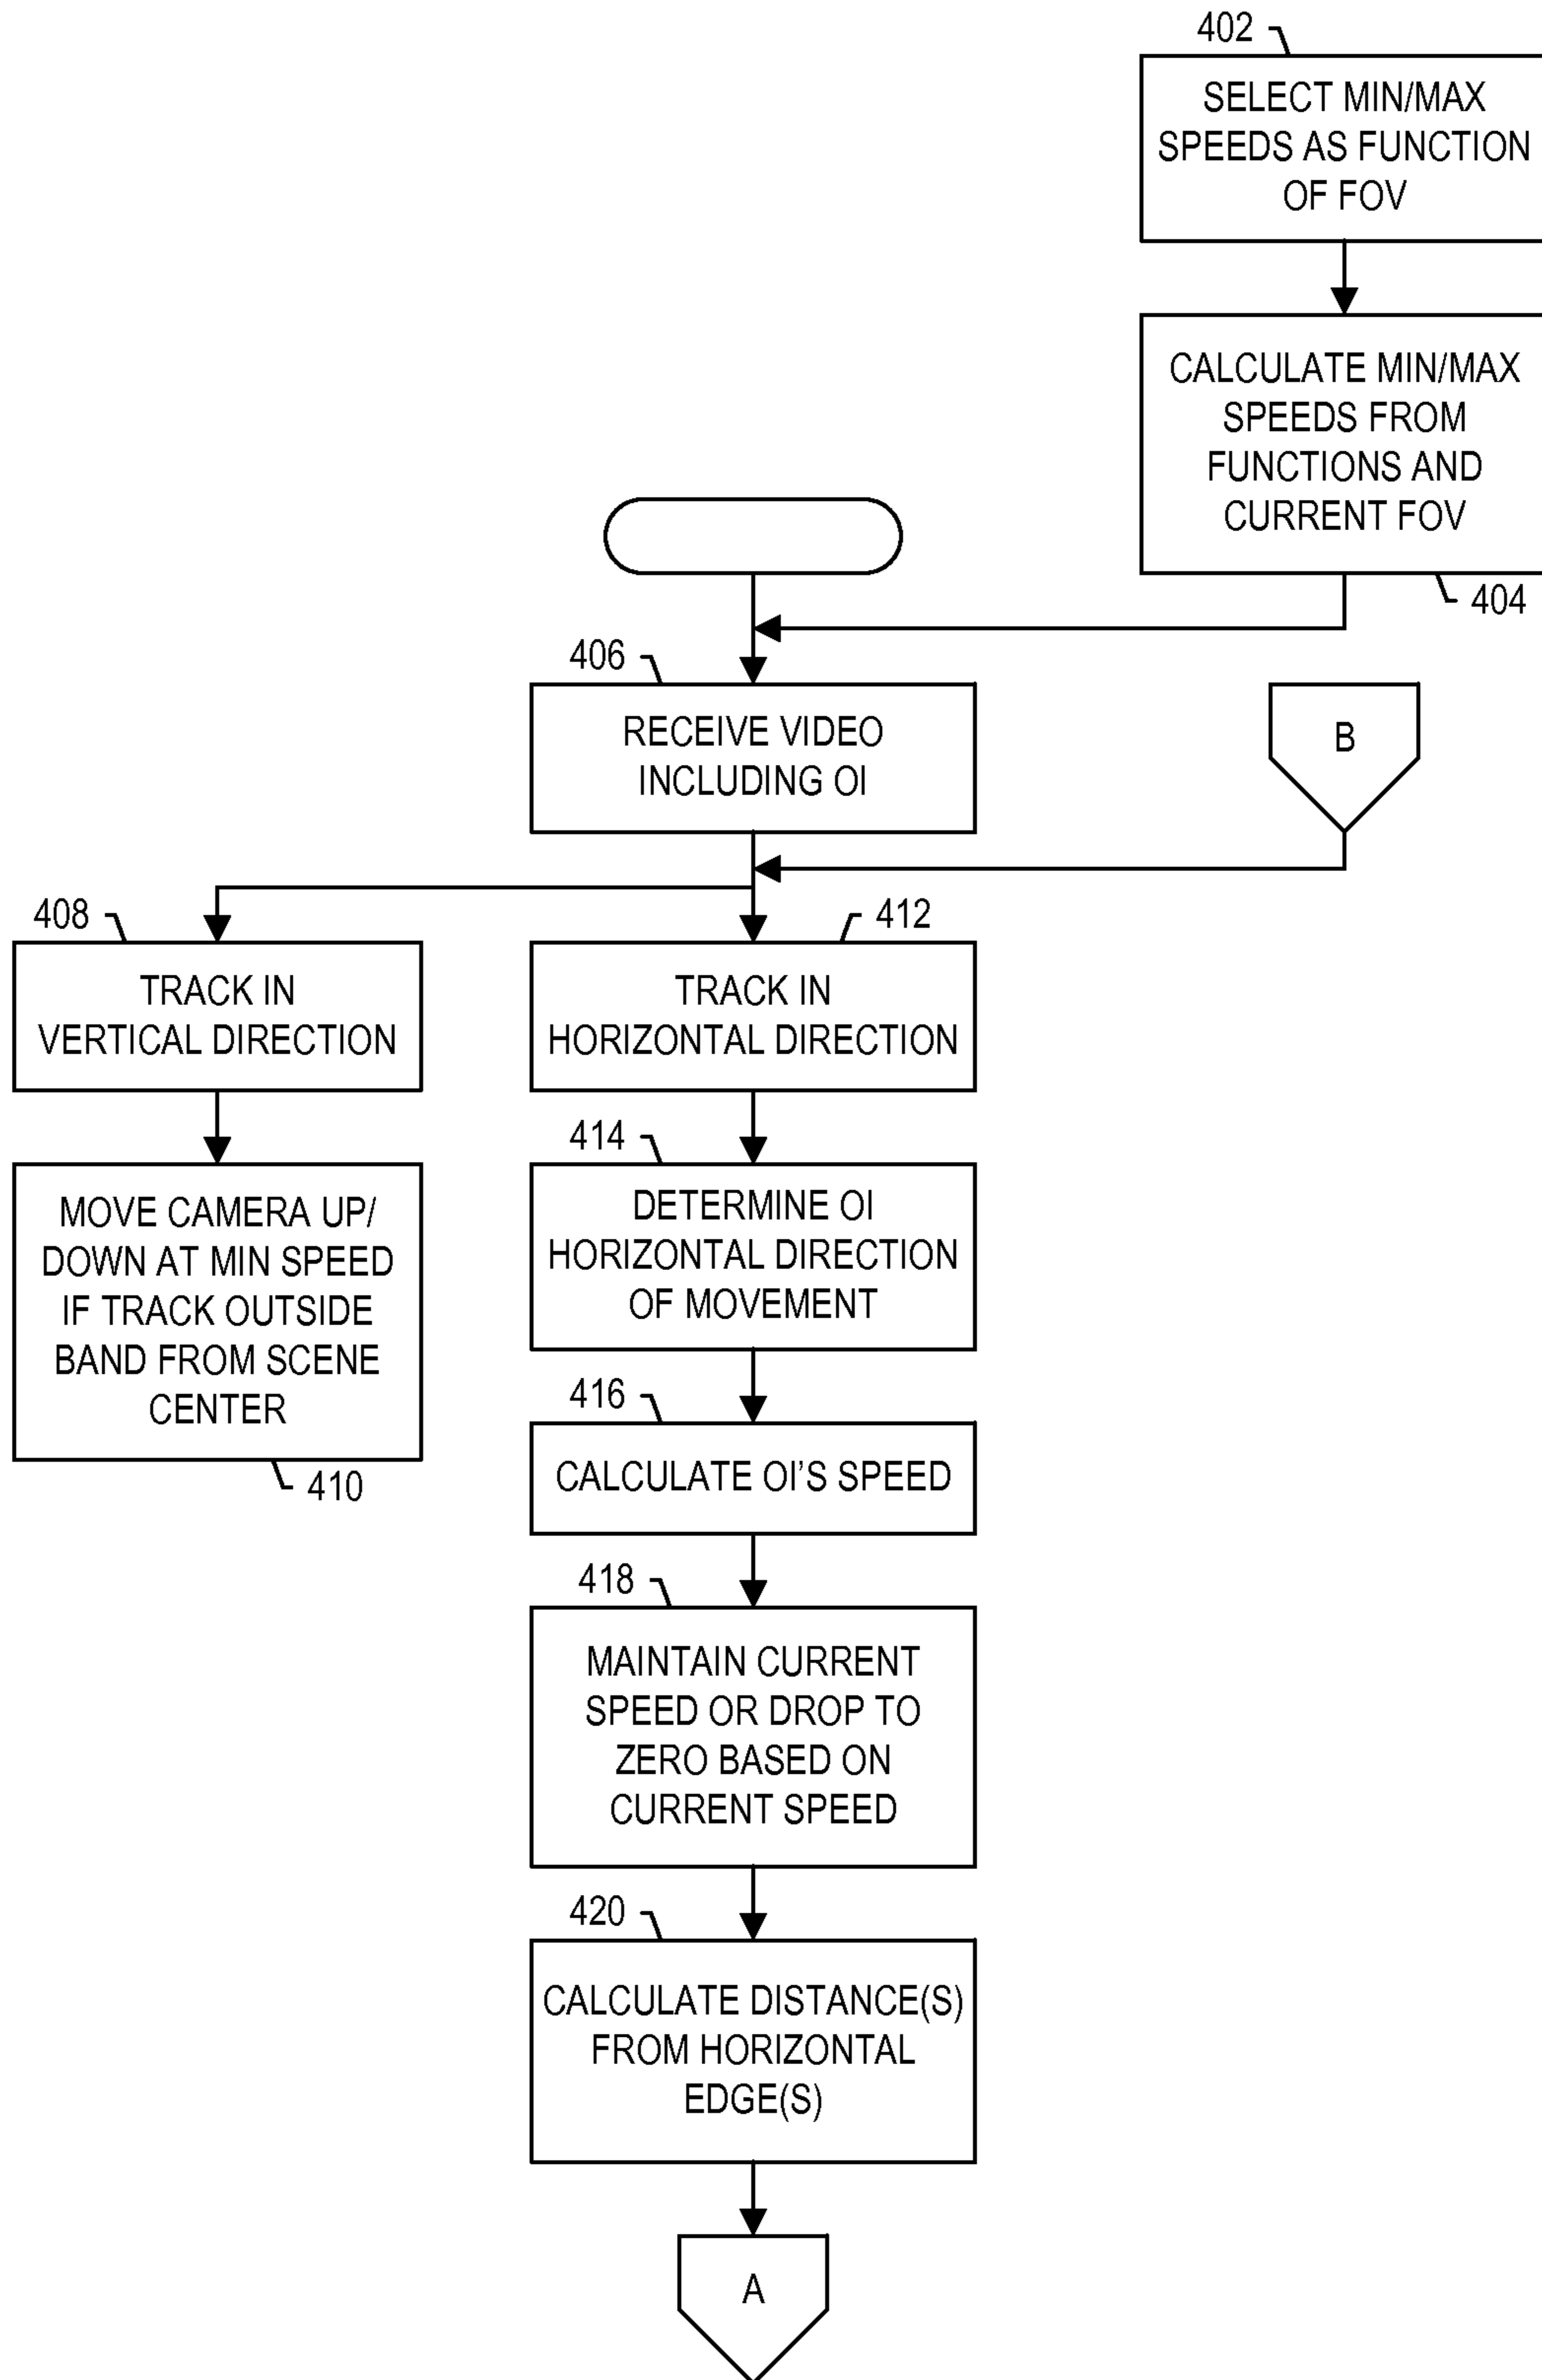 402
SELECT MIN/MAX
SPEEDS AS FUNCTION
OF FOV
CALCULATE MIN/MAX
SPEEDS FROM
FUNCTIONS AND
CURRENT FOV
404
406
RECEIVE VIDEO
INCLUDING OI
B
408
TRACK IN
VERTICAL DIRECTION
MOVE CAMERA UP/
DOWN AT MIN SPEED
IF TRACK OUTSIDE
BAND FROM SCENE
CENTER
410
412
TRACK IN
HORIZONTAL DIRECTION
414
DETERMINE OI
HORIZONTAL DIRECTION
OF MOVEMENT
416
CALCULATE OI'S SPEED
418
MAINTAIN CURRENT
SPEED OR DROP TO
ZERO BASED ON
CURRENT SPEED
420
CALCULATE DISTANCE(S)
FROM HORIZONTAL
EDGE(S)
A